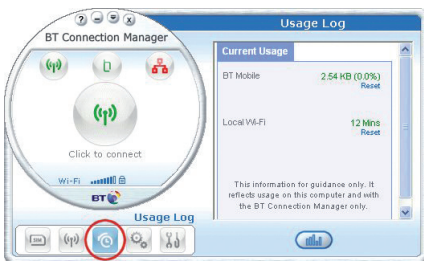 BT Connection Manager
Click to connect
Wi-Fi
BT
Usage Log
SIM
Usage Log
Current Usage
BT Mobile 2.54 KB (0.0%)
Reset
Local Wi-Fi 12 Mins
Reset
This information for guidance only. It
reflects usage on this computer and with
the BT Connection Manager only.